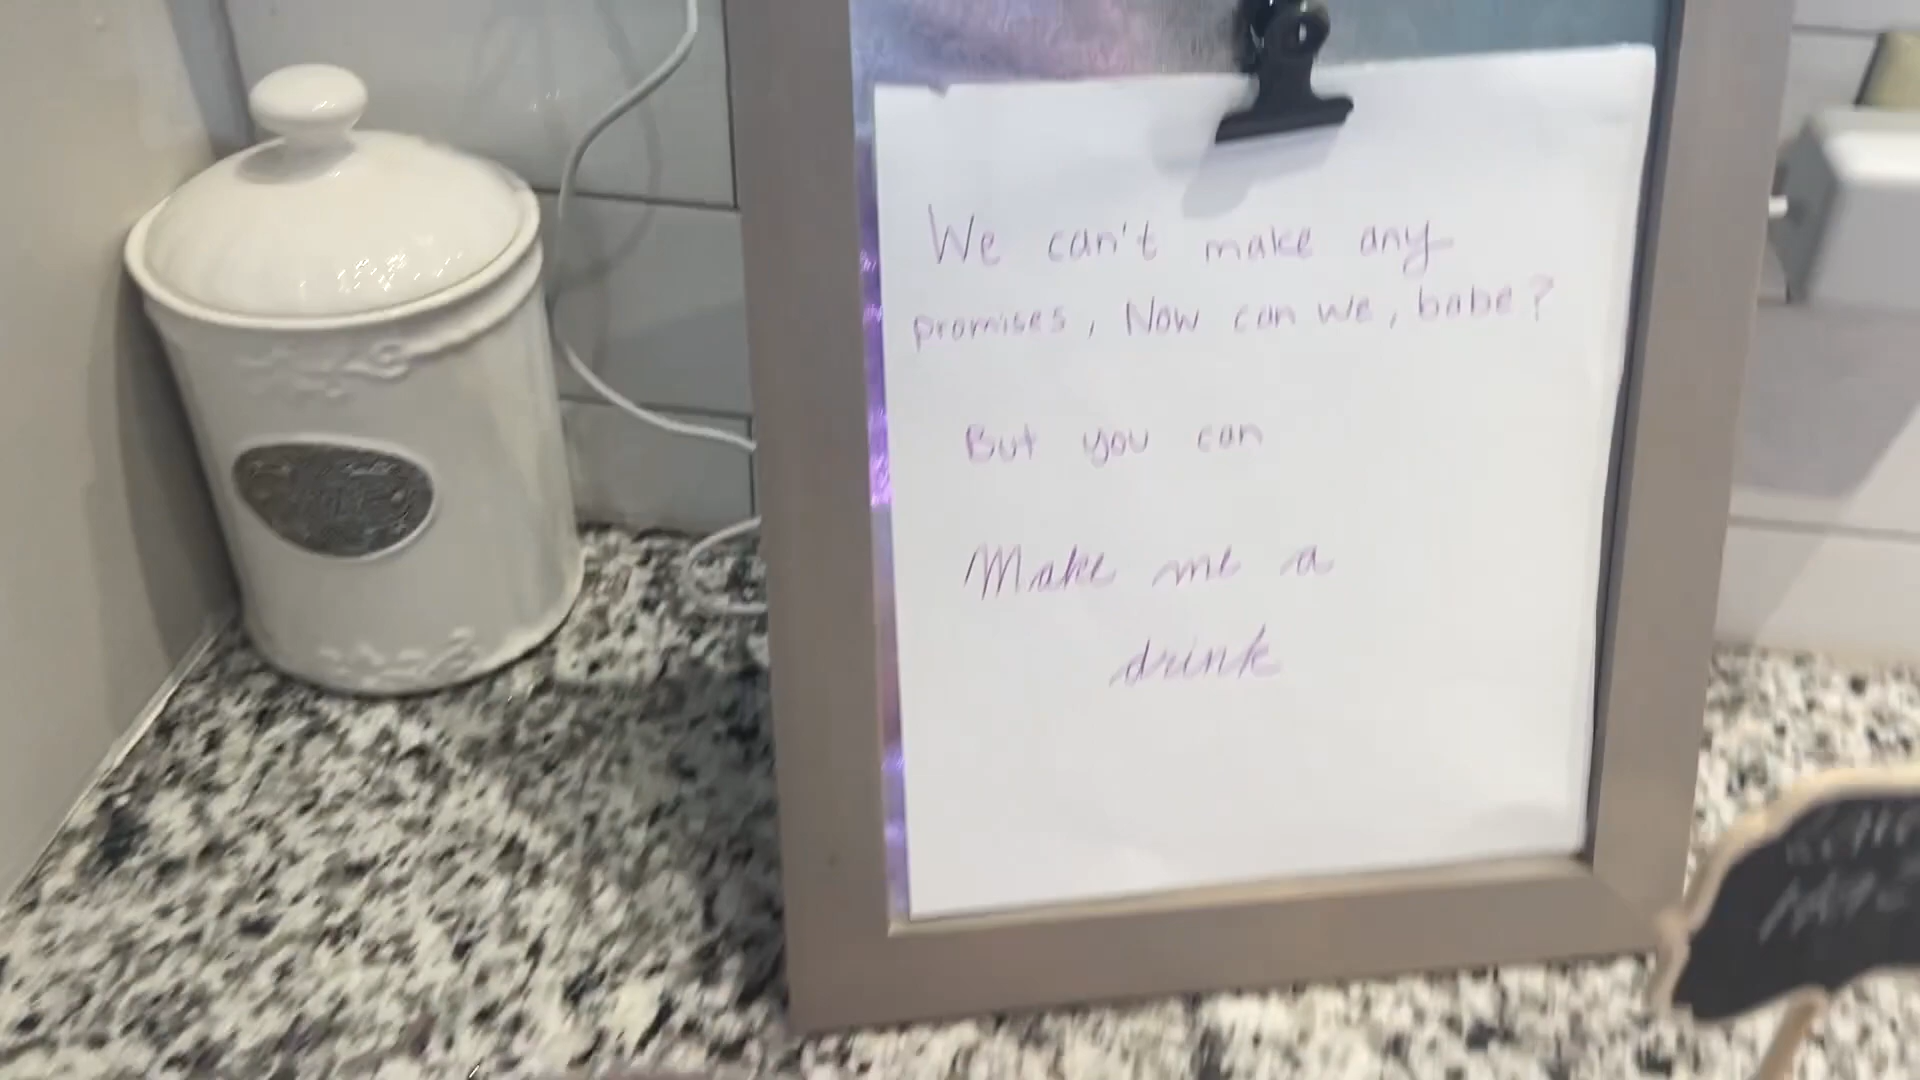 We can't make any
promises, Now can we, babe?
But you can
Make me a
drink